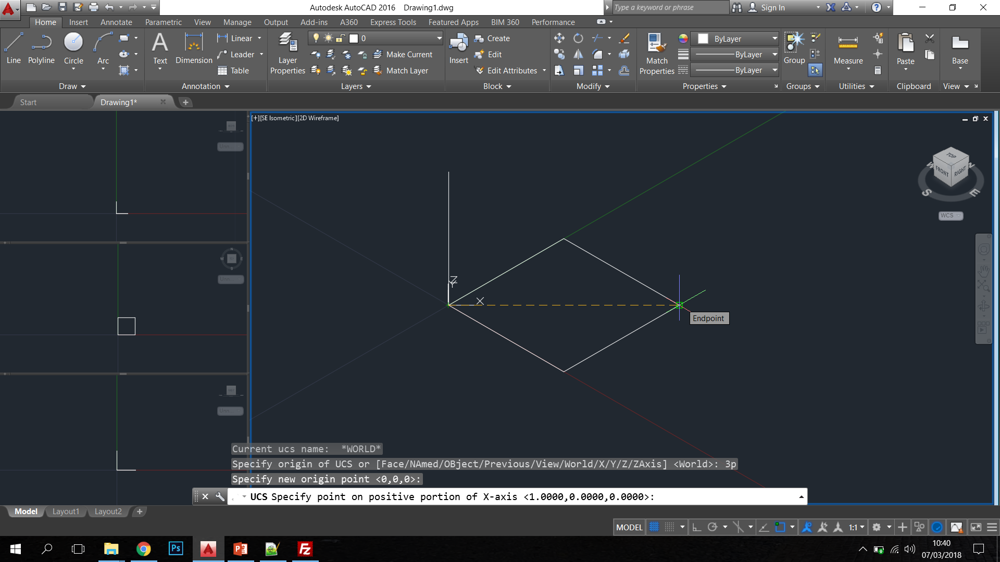 Autodesk AutoCAD 2016 Drawing1.dwg
Type a keyword or phrase
Sign In
Home Insert Annotate Parametric View Manage Output Add-ins A360 Express Tools Featured Apps BIM 360 Performance
Line Polyline Circle Arc
Draw
Text Dimension
Linear
Leader
Table
Annotation
Layer Properties
0
Make Current
Match Layer
Layers
Insert
Create
Edit
Edit Attributes
Block
Modify
Match Properties
ByLayer
ByLayer
ByLayer
Properties
Group
Groups
Measure
Utilities
Paste
Clipboard
Base
View
Start Drawing1*
[+][SE Isometric][2D Wireframe]
TOP
FRONT RIGHT
W N
S E
WCS
N
W E
S
Z
Y
X
Endpoint
Current ucs name: *WORLD*
Specify origin of UCS or [Face/NAmed/OBject/Previous/View/World/X/Y/Z/ZAxis] <World>: 3p
Specify new origin point <0,0,0>:
UCS Specify point on positive portion of X-axis <1.0000,0.0000,0.0000>:
Model Layout1 Layout2
MODEL
1:1
Ps
Fz
10:40
07/03/2018